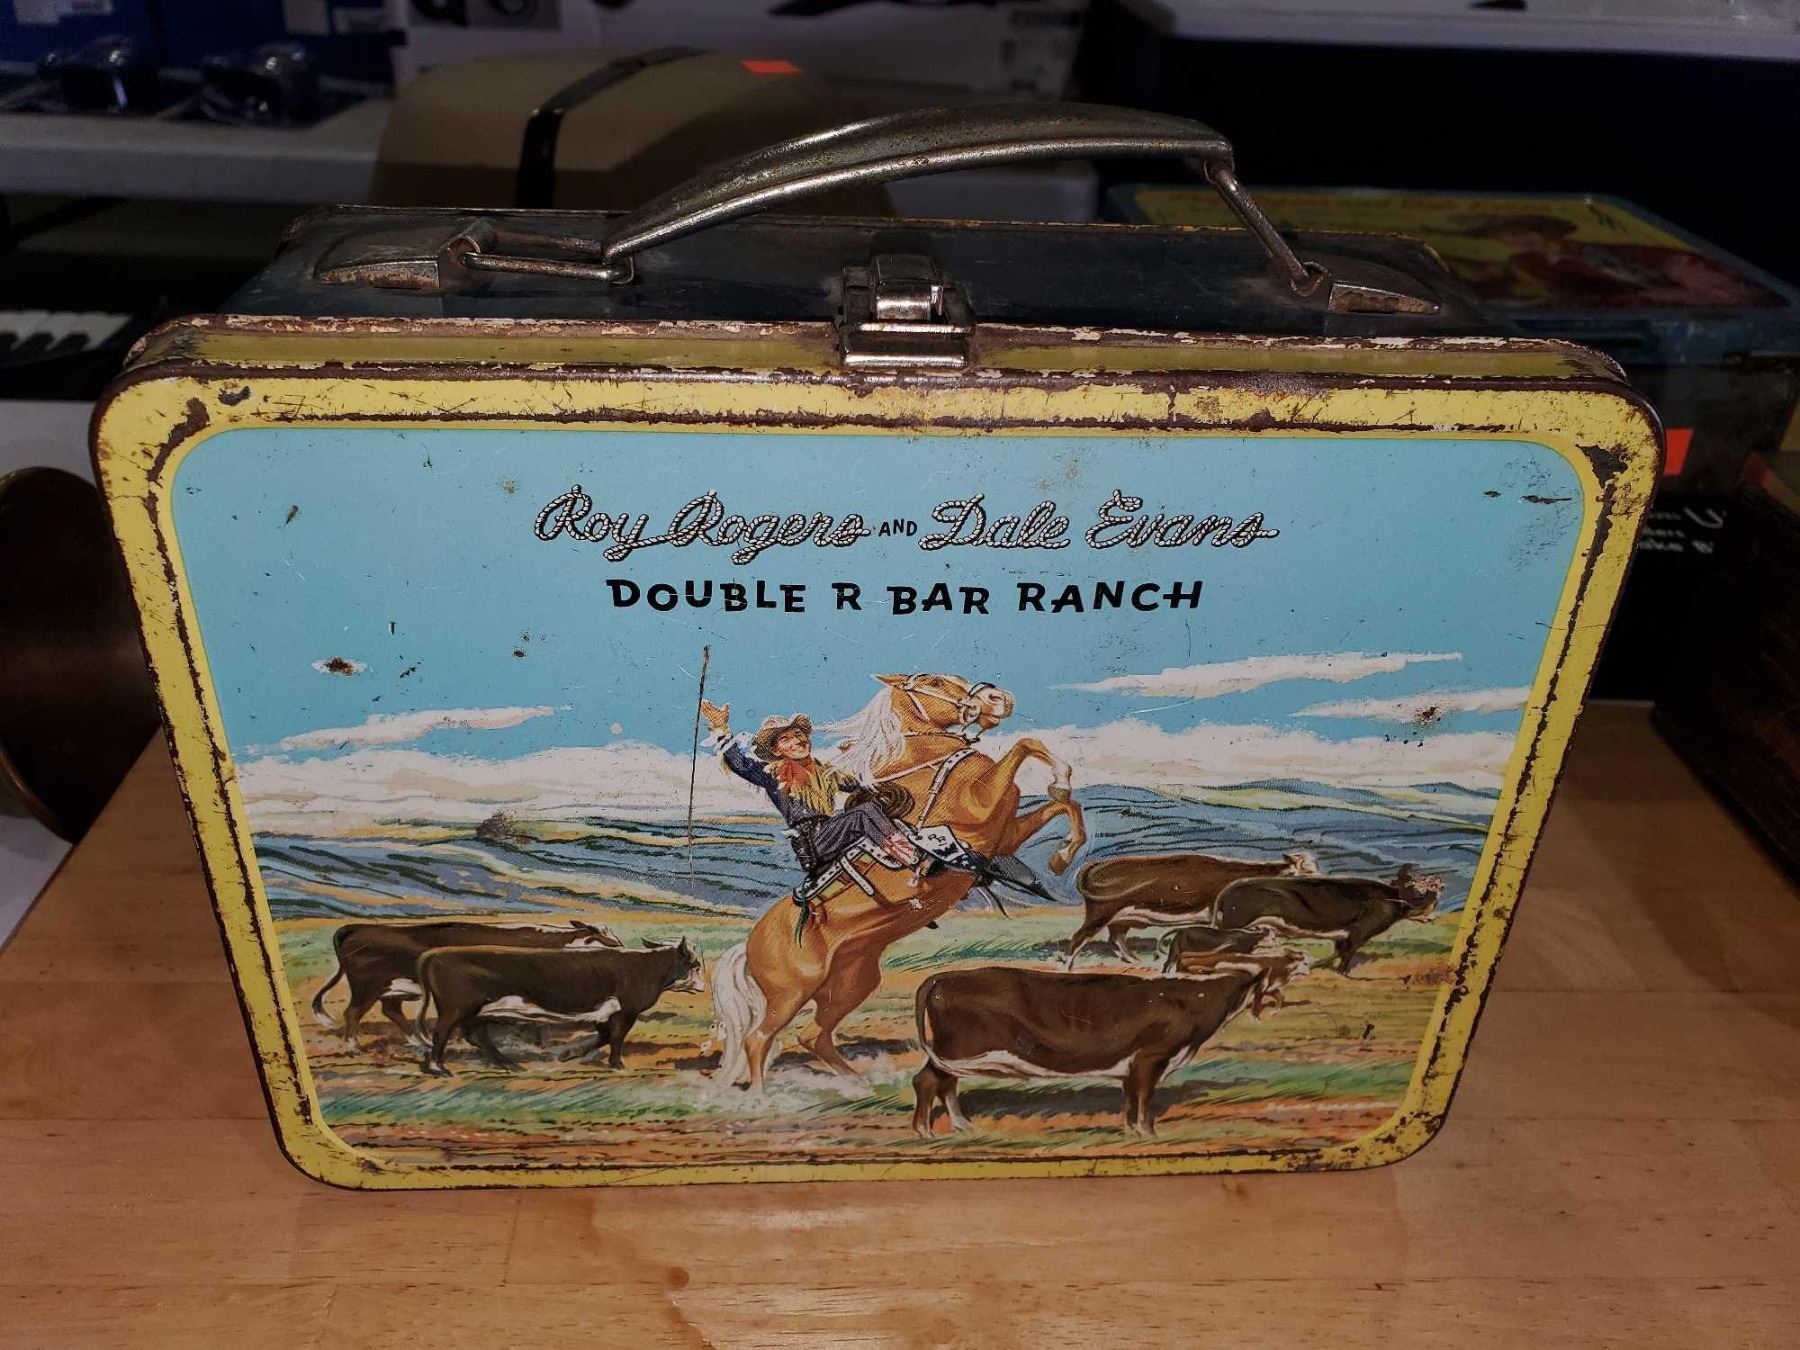 Roy Rogers AND Dale Evans
DOUBLE R BAR RANCH